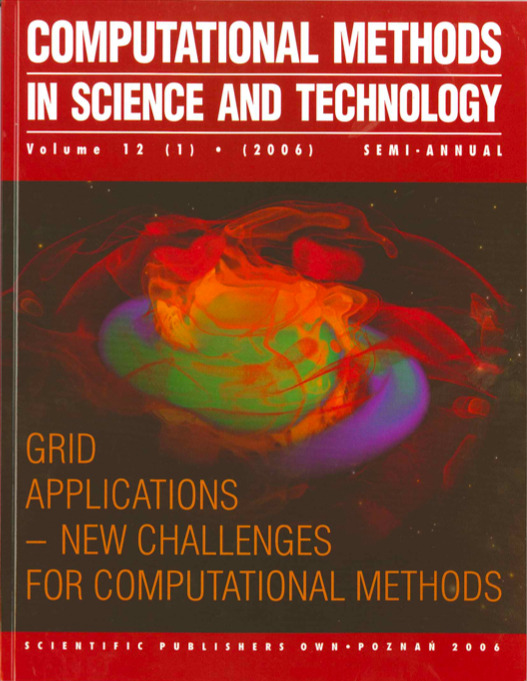 COMPUTATIONAL METHODS
IN SCIENCE AND TECHNOLOGY
Volume 12 (1) • (2006) SEMI-ANNUAL
GRID
APPLICATIONS
– NEW CHALLENGES
FOR COMPUTATIONAL METHODS
SCIENTIFIC PUBLISHERS OWN • POZNAŃ 2006